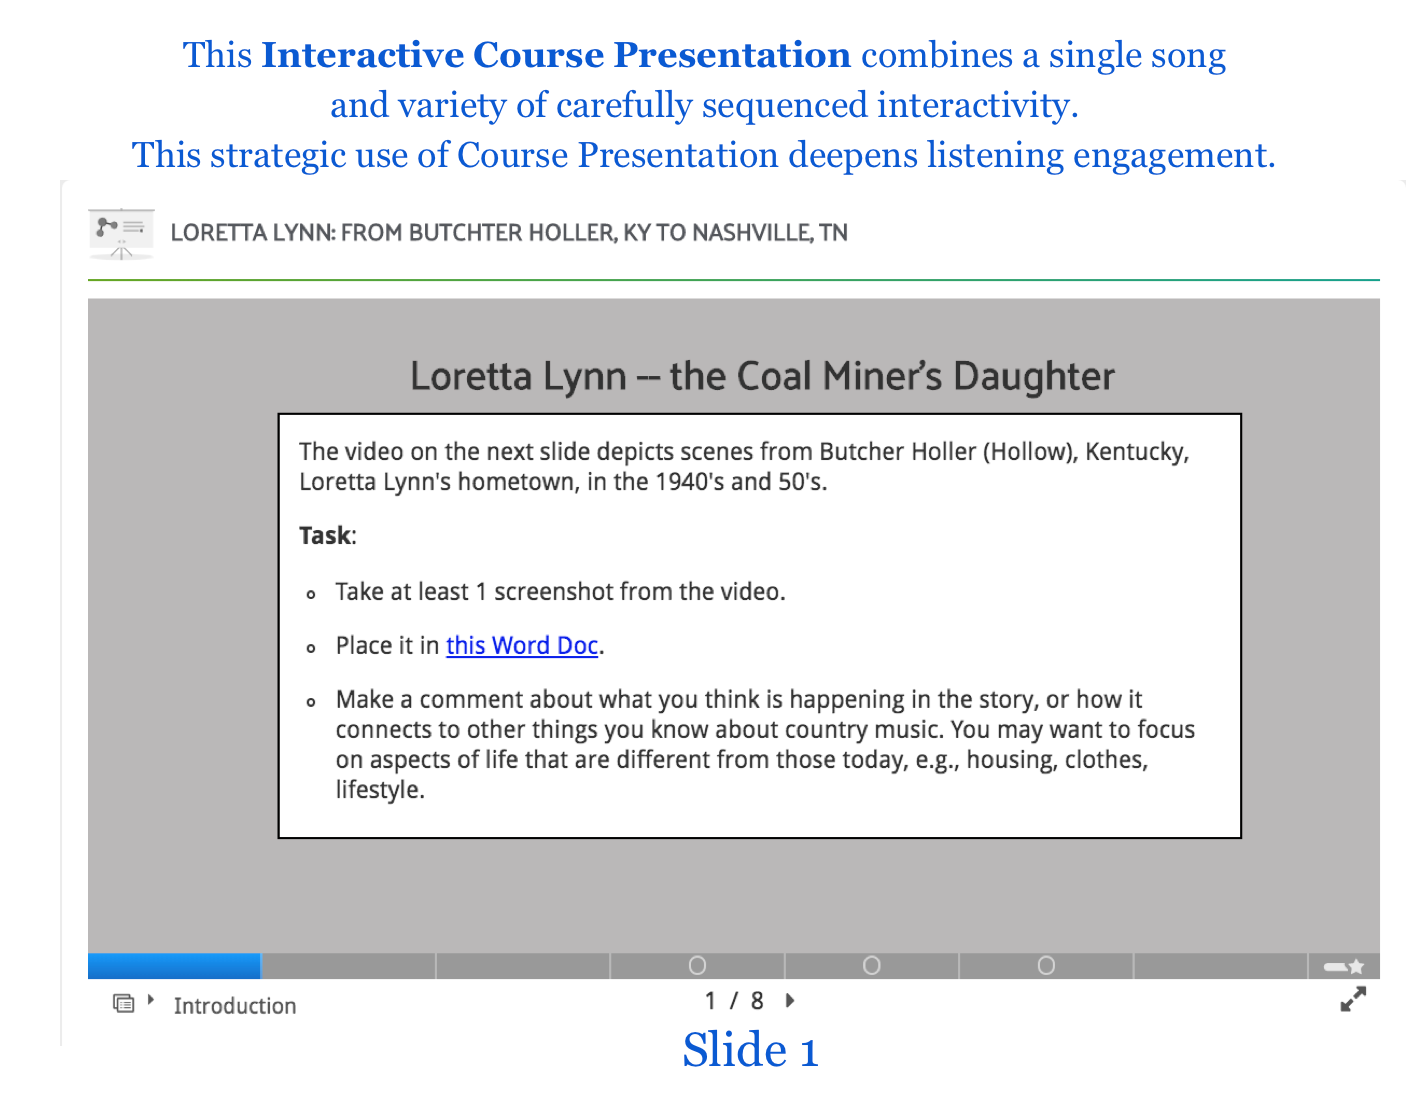 This Interactive Course Presentation combines a single song
and variety of carefully sequenced interactivity.
This strategic use of Course Presentation deepens listening engagement.
LORETTA LYNN: FROM BUTCHTER HOLLER, KY TO NASHVILLE, TN
Loretta Lynn -- the Coal Miner's Daughter
The video on the next slide depicts scenes from Butcher Holler (Hollow), Kentucky,
Loretta Lynn's hometown, in the 1940's and 50's.
Task:
Take at least 1 screenshot from the video.
Place it in this Word Doc.
Make a comment about what you think is happening in the story, or how it
connects to other things you know about country music. You may want to focus
on aspects of life that are different from those today, e.g., housing, clothes,
lifestyle.
Introduction
1 / 8
Slide 1